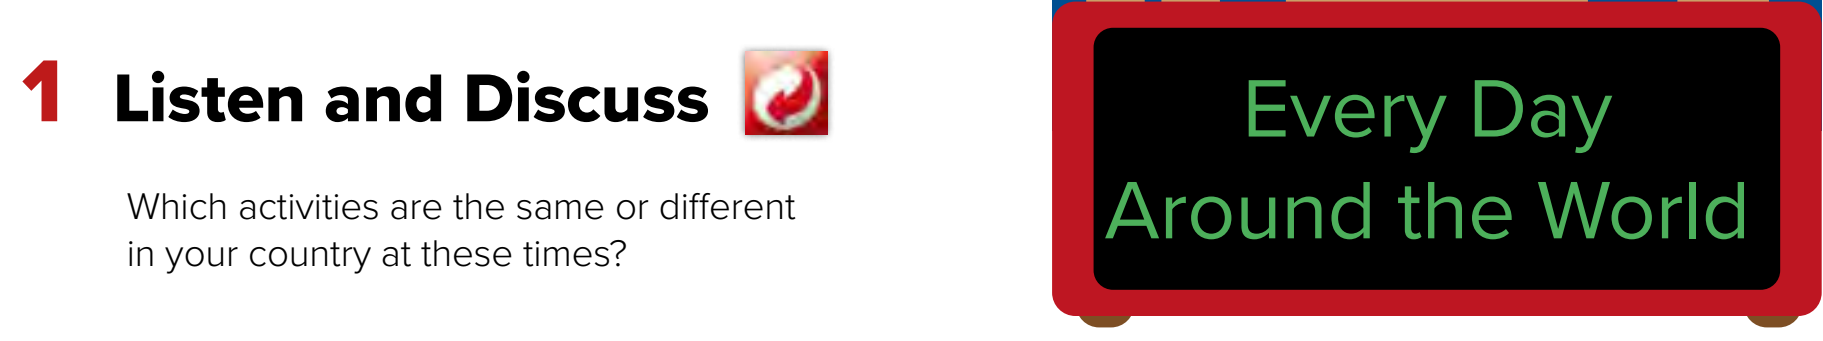 1 Listen and Discuss
Which activities are the same or different
in your country at these times?
Every Day
Around the World